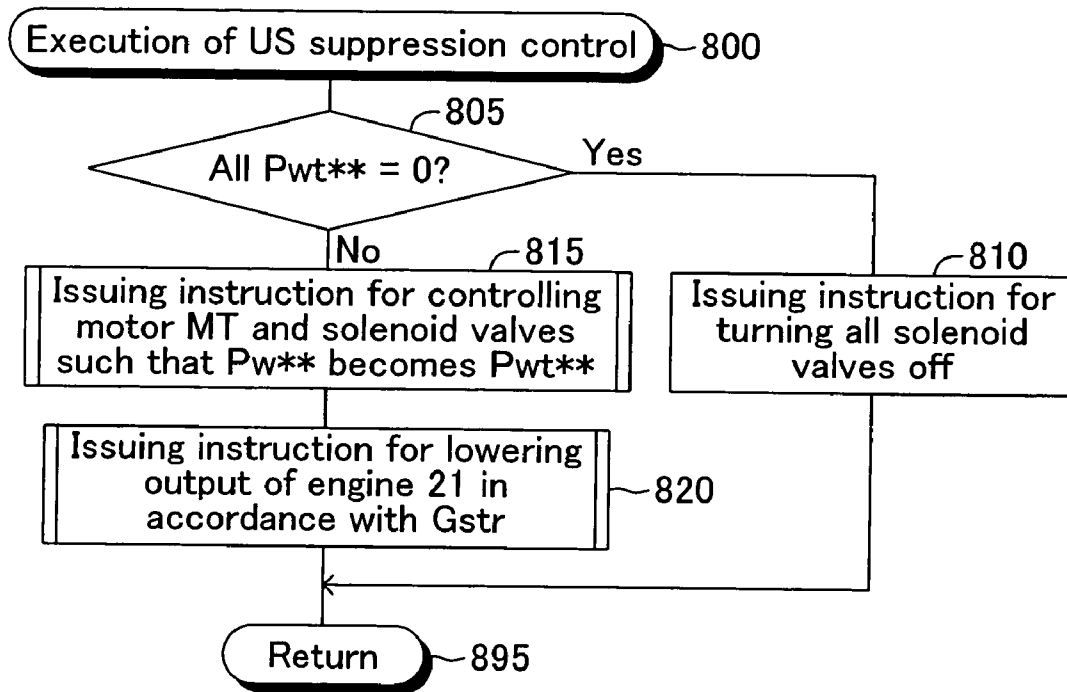 Execution of US suppression control
800
805
All Pwt** = 0?
Yes
No
815
Issuing instruction for controlling
motor MT and solenoid valves
such that Pw** becomes Pwt**
810
Issuing instruction for
turning all solenoid
valves off
Issuing instruction for lowering
output of engine 21 in
accordance with Gstr
820
Return
895